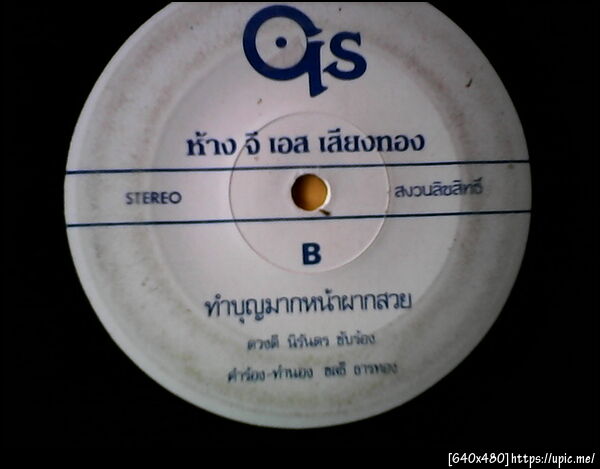 GS
ห้าง จี เอส เสียงทอง
STEREO
สงวนลิขสิทธิ์
B
ทำบุญมากหน้าผากสวย
ดวงดี นิรันดร ขับร้อง
คำร้อง-ทำนอง ชลธี ธารทอง
[640x480]https://upic.me/